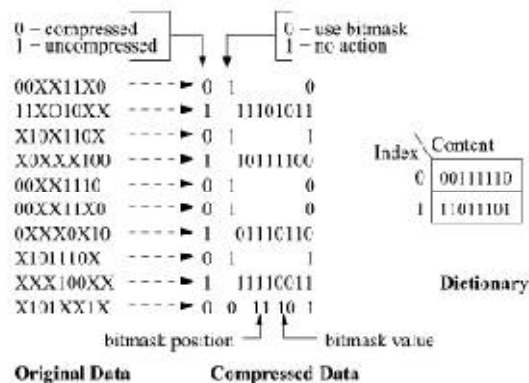 0 – compressed
1 – uncompressed
0 – use bitmask
1 – no action
00XX11X0 0 1 0
11XO10XX 1 11101011
X10X110X 0 1 1
X0XXX100 1 10111100
00XX1110 0 1 0
00XX11X0 0 1 0
0XXX0X10 1 01110110
X101110X 0 1 1
XXX100XX 1 11110011
X101XX1X 0 0 11 10 1
Index Content
0 00111110
1 11011101
Dictionary
bitmask position
bitmask value
Original Data
Compressed Data